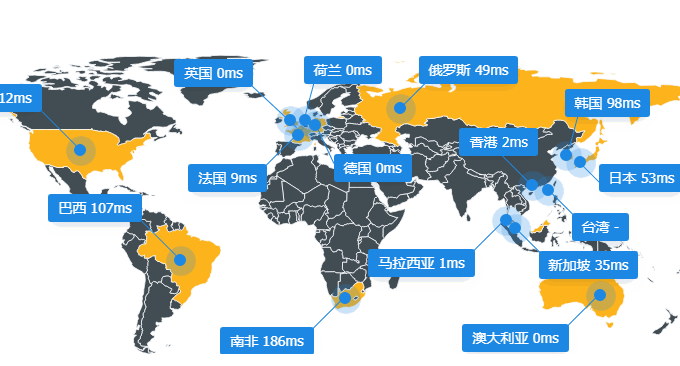 英国 0ms
荷兰 0ms
俄罗斯 49ms
12ms
韩国 98ms
香港 2ms
法国 9ms
德国 0ms
日本 53ms
巴西 107ms
台湾 -
马拉西亚 1ms
新加坡 35ms
南非 186ms
澳大利亚 0ms